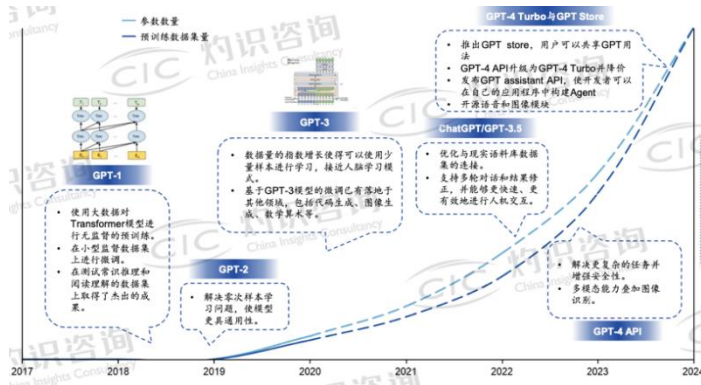 参数数量
预训练数据集量
GPT-4 Turbo与GPT Store
• 推出GPT store，用户可以共享GPT用
法
• GPT-4 API升级为GPT-4 Turbo并降价
• 发布GPT assistant API，使开发者可以
在自己的应用程序中构建Agent
• 开源语音和图像模块
GPT-3
• 数据量的指数增长使得可以使用少
量样本进行学习，接近人脑学习模
式。
• 基于GPT-3模型的微调已有落地于
其他领域，包括代码生成、图像生
成、数学算术等。
ChatGPT/GPT-3.5
• 优化与现实语料库数据
集的连接。
• 支持多轮对话和结果修
正，并能够更快速、更
有效地进行人机交互。
GPT-1
• 使用大数据对
Transformer模型进
行无监督的预训练。
• 在小型监督数据集
上进行微调。
• 在测试常识推理和
阅读理解的数据集
上取得了杰出的成
果。
GPT-2
• 解决零次样本学
习问题，使模型
更具通用性。
• 解决更复杂的任务并
增强安全性。
• 多模态能力叠加图像
识别。
GPT-4 API
2017
2018
2019
2020
2021
2022
2023
2024
CIC 灼识咨询
China Insights Consultancy